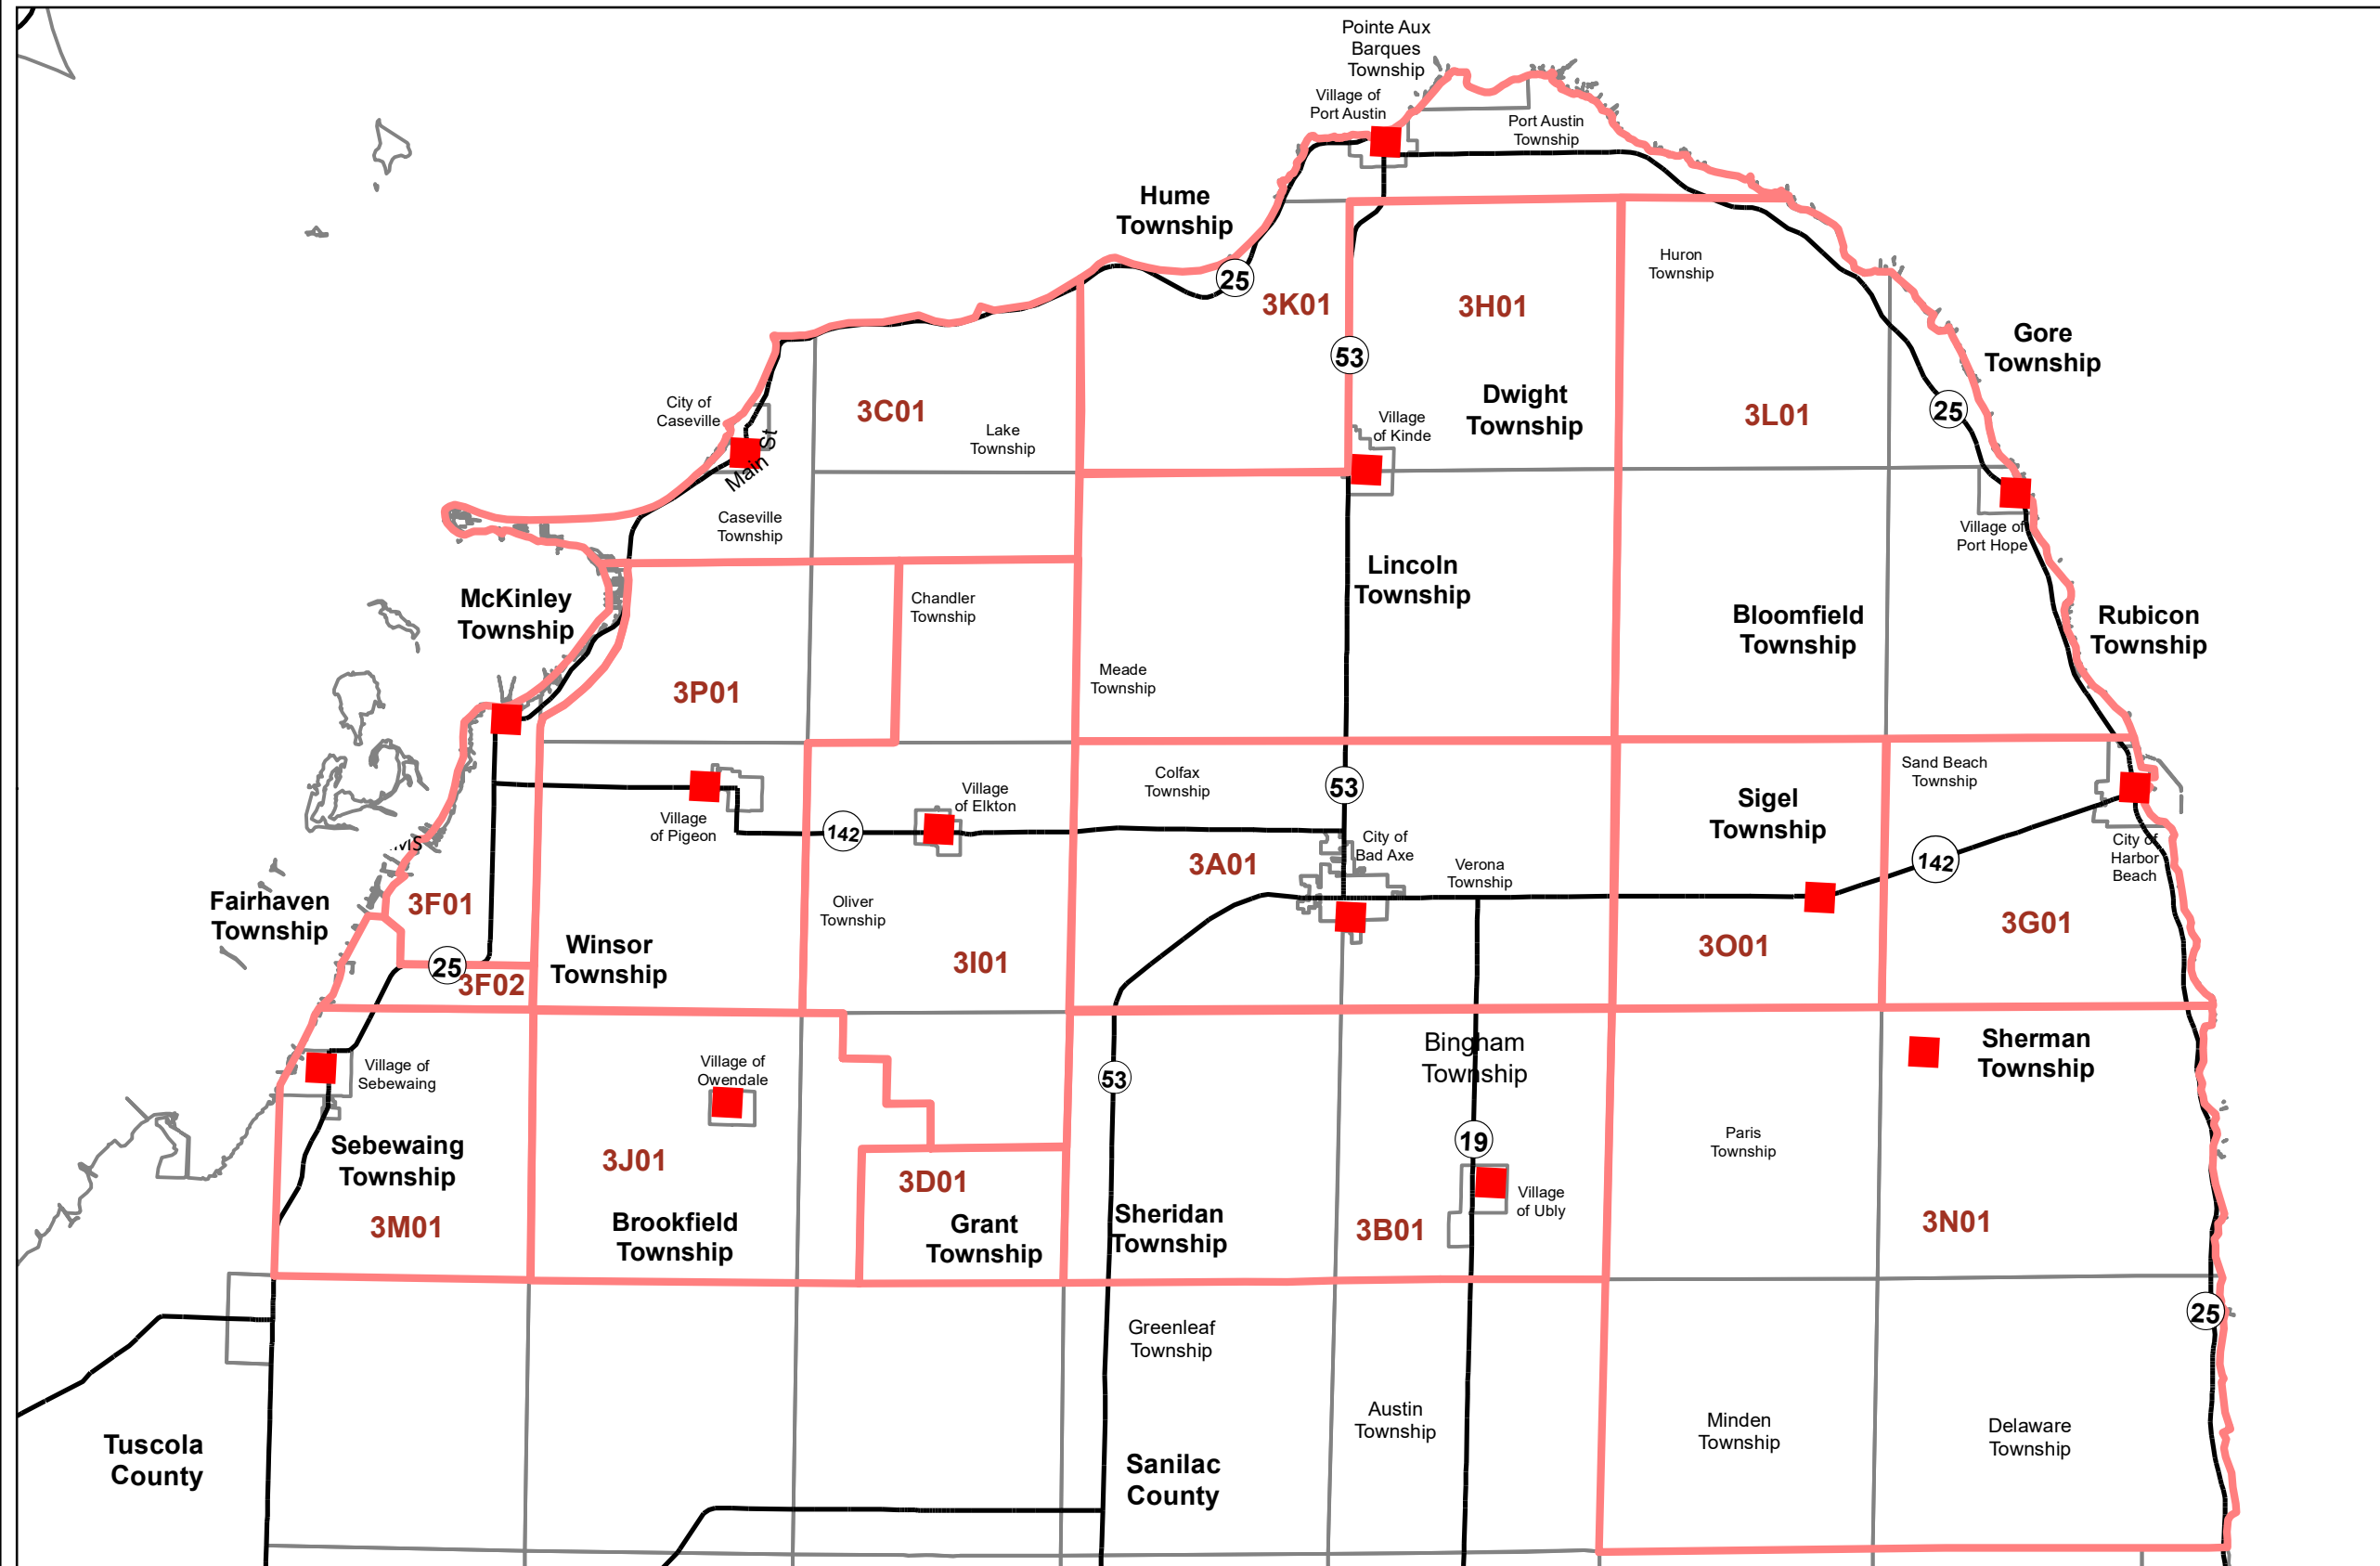 Pointe Aux
Barques
Township
Village of
Port Austin
Port Austin
Township
Hume
Township
25
3K01
53
3H01
Huron
Township
Gore
Township
Dwight
Township
3L01
25
City of
Caseville
3C01
Lake
Township
Main St
Village
of Kinde
Caseville
Township
Village of
Port Hope
McKinley
Township
Chandler
Township
Lincoln
Township
Bloomfield
Township
Rubicon
Township
3P01
Meade
Township
Village
of Pigeon
142
Village
of Elkton
Colfax
Township
53
Sigel
Township
Sand Beach
Township
MS
City of
Bad Axe
3A01
Verona
Township
142
City of
Harbor
Beach
Fairhaven
Township
3F01
Oliver
Township
3G01
25
3F02
Winsor
Township
3I01
3O01
Village of
Sebewaing
Village of
Owendale
53
Bingham
Township
Sherman
Township
Sebewaing
Township
3J01
3D01
19
Paris
Township
Village
of Ubly
3M01
Brookfield
Township
Grant
Township
Sheridan
Township
3B01
3N01
Greenleaf
Township
25
Tuscola
County
Austin
Township
Minden
Township
Delaware
Township
Sanilac
County